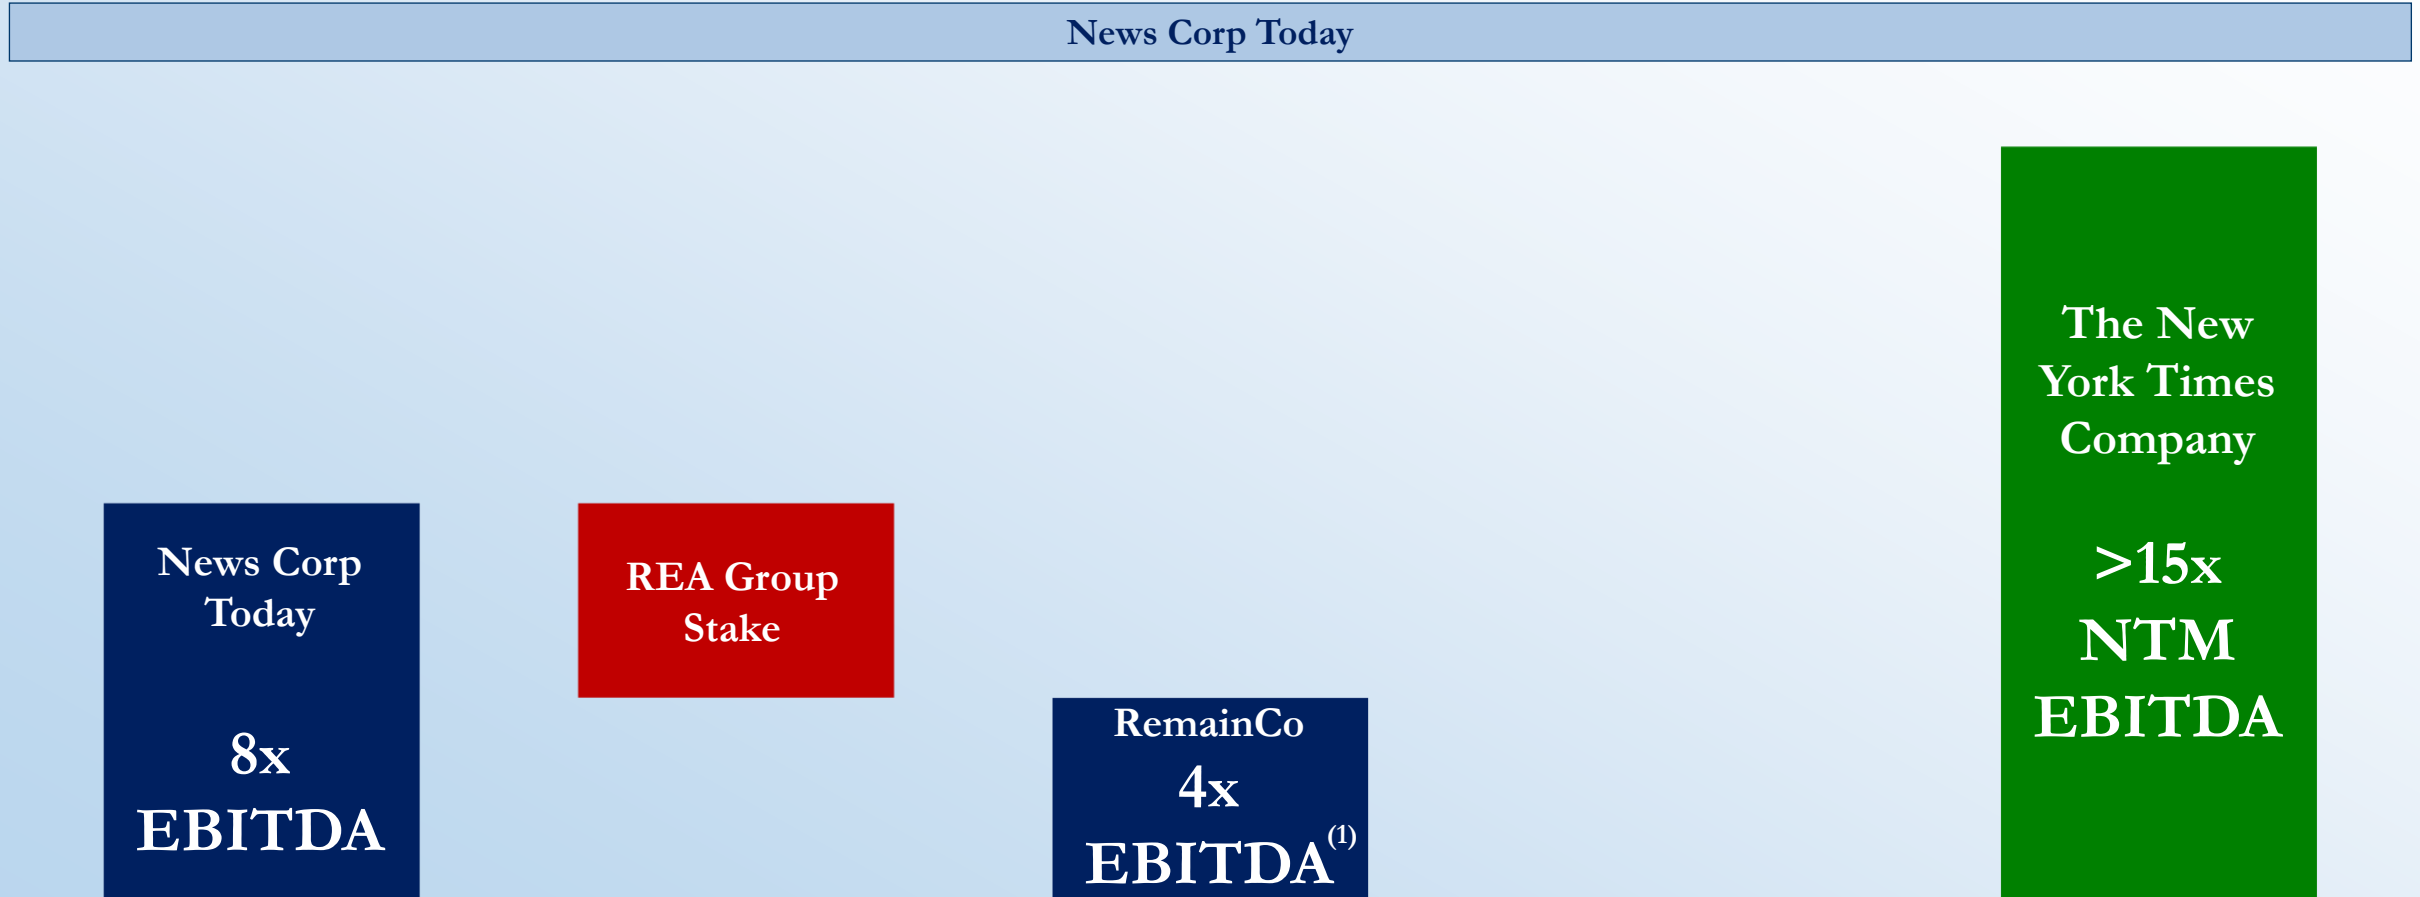 News Corp Today
News Corp
Today
8x
EBITDA
REA Group
Stake
RemainCo
4x
EBITDA(1)
The New
York Times
Company
>15x
NTM
EBITDA